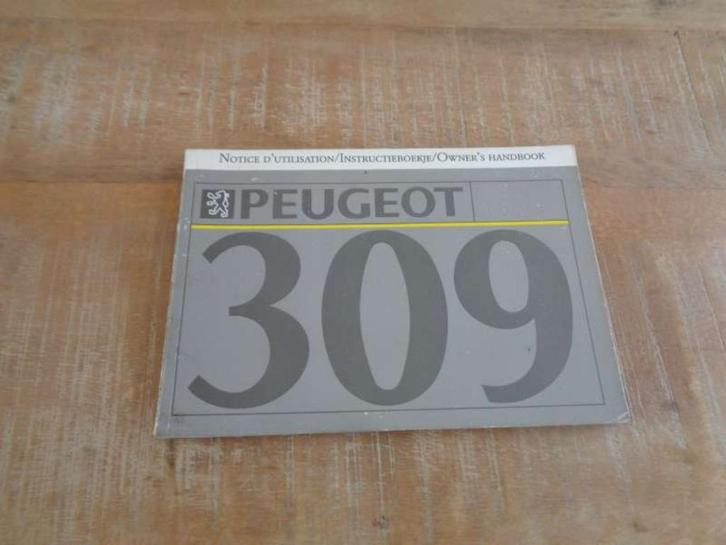 NOTICE D'UTILISATION/INSTRUCTIEBOEKJE/OWNER'S HANDBOOK
PEUGEOT
309